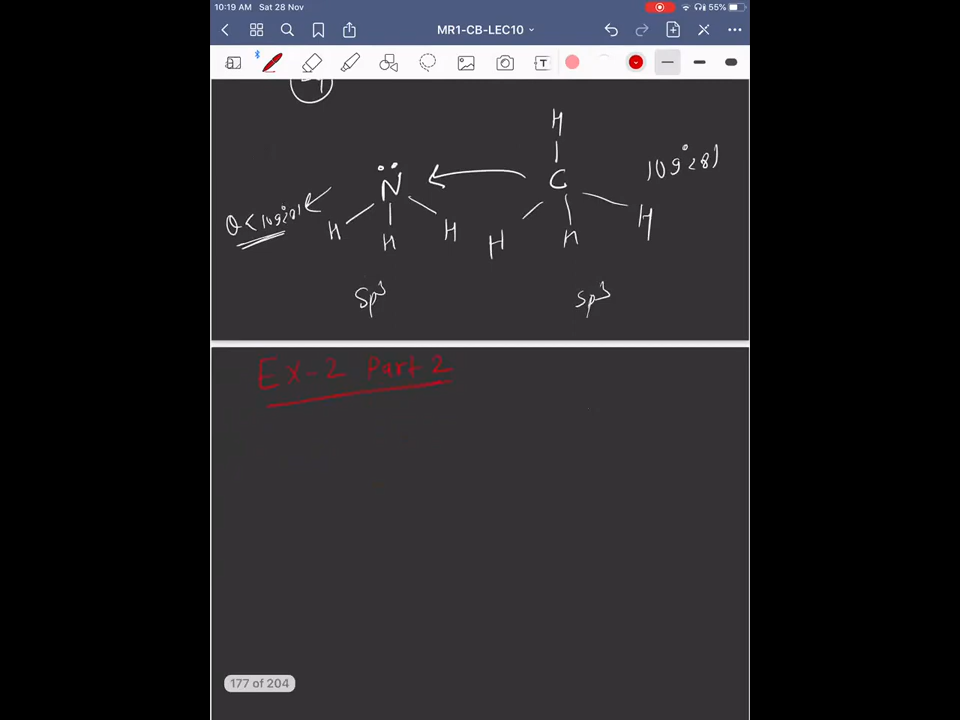 10:19 AM Sat 28 Nov
55%
MR1-CB-LEC10
T
H
109°28'
N
C
θ < 109°28'
H
H
H
H
H
H
sp³
sp³
Ex-2 Part 2
177 of 204